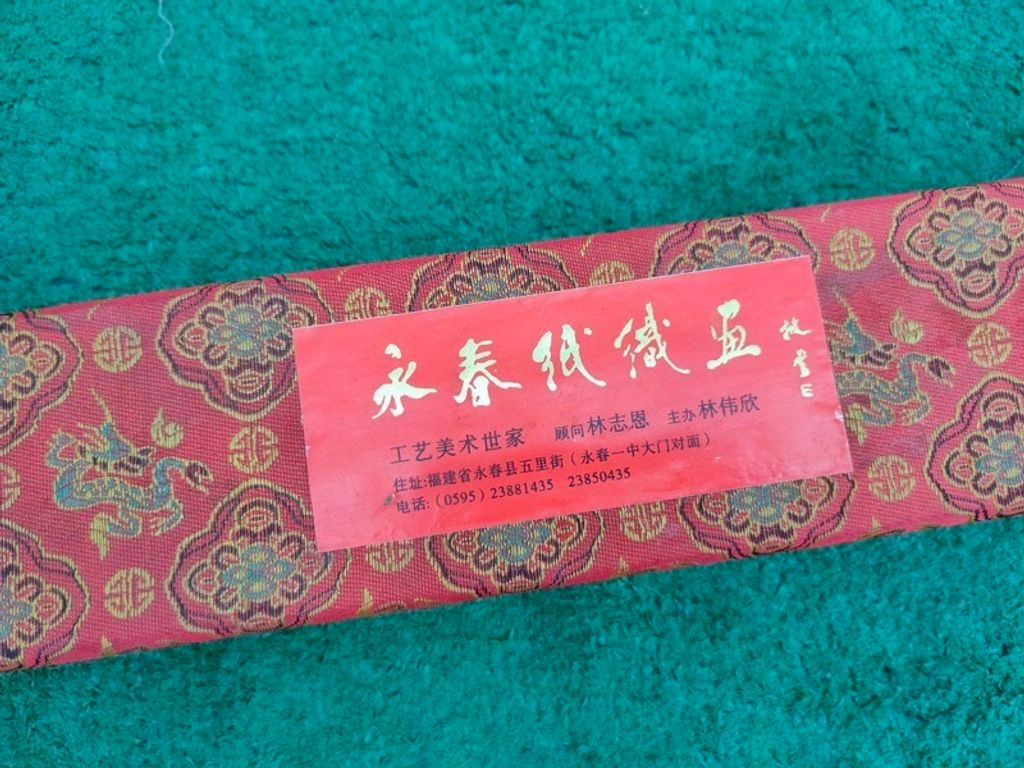 永春纸織画
工艺美术世家 顾问林志恩 主办林伟欣
住址:福建省永春县五里街(永春一中大门对面)
电话:(0595)23881435 23850435